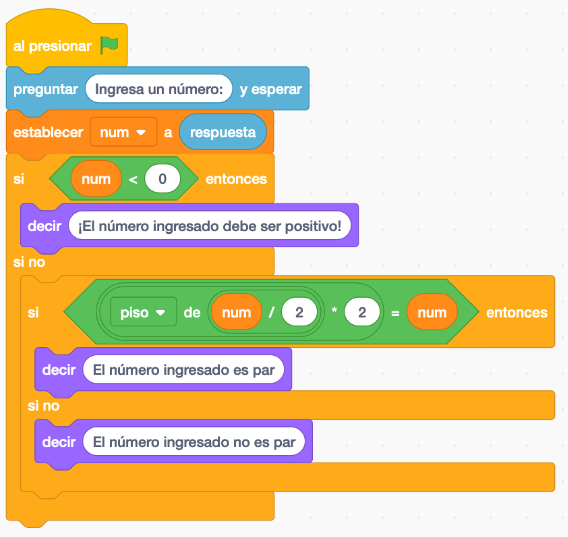 al presionar
preguntar Ingresa un número: y esperar
establecer num a respuesta
si num < 0 entonces
decir ¡El número ingresado debe ser positivo!
si no
si piso de num / 2 * 2 = num entonces
decir El número ingresado es par
si no
decir El número ingresado no es par